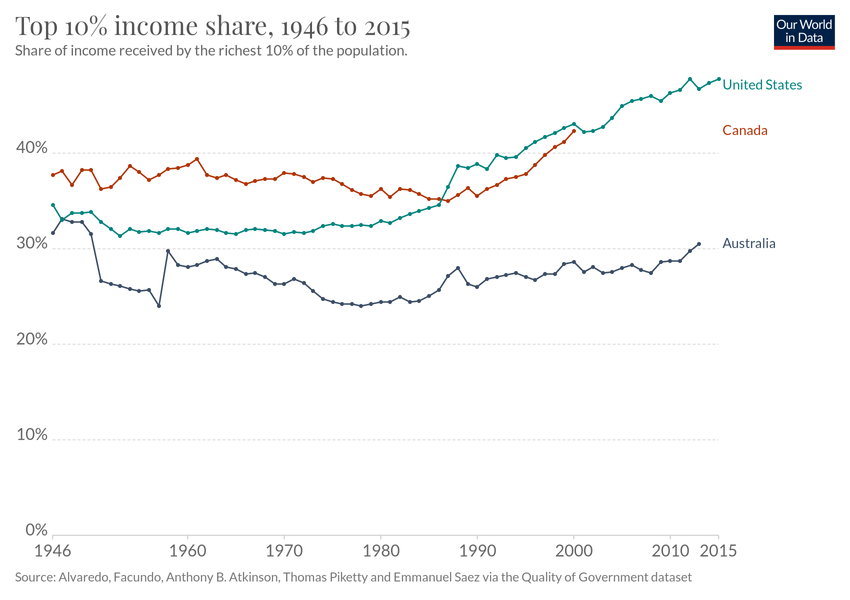 Top 10% income share, 1946 to 2015
Share of income received by the richest 10% of the population.
Our World
in Data
United States
Canada
40%
30%
Australia
20%
10%
0%
1946
1960
1970
1980
1990
2000
2010
2015
Source: Alvaredo, Facundo, Anthony B. Atkinson, Thomas Piketty and Emmanuel Saez via the Quality of Government dataset